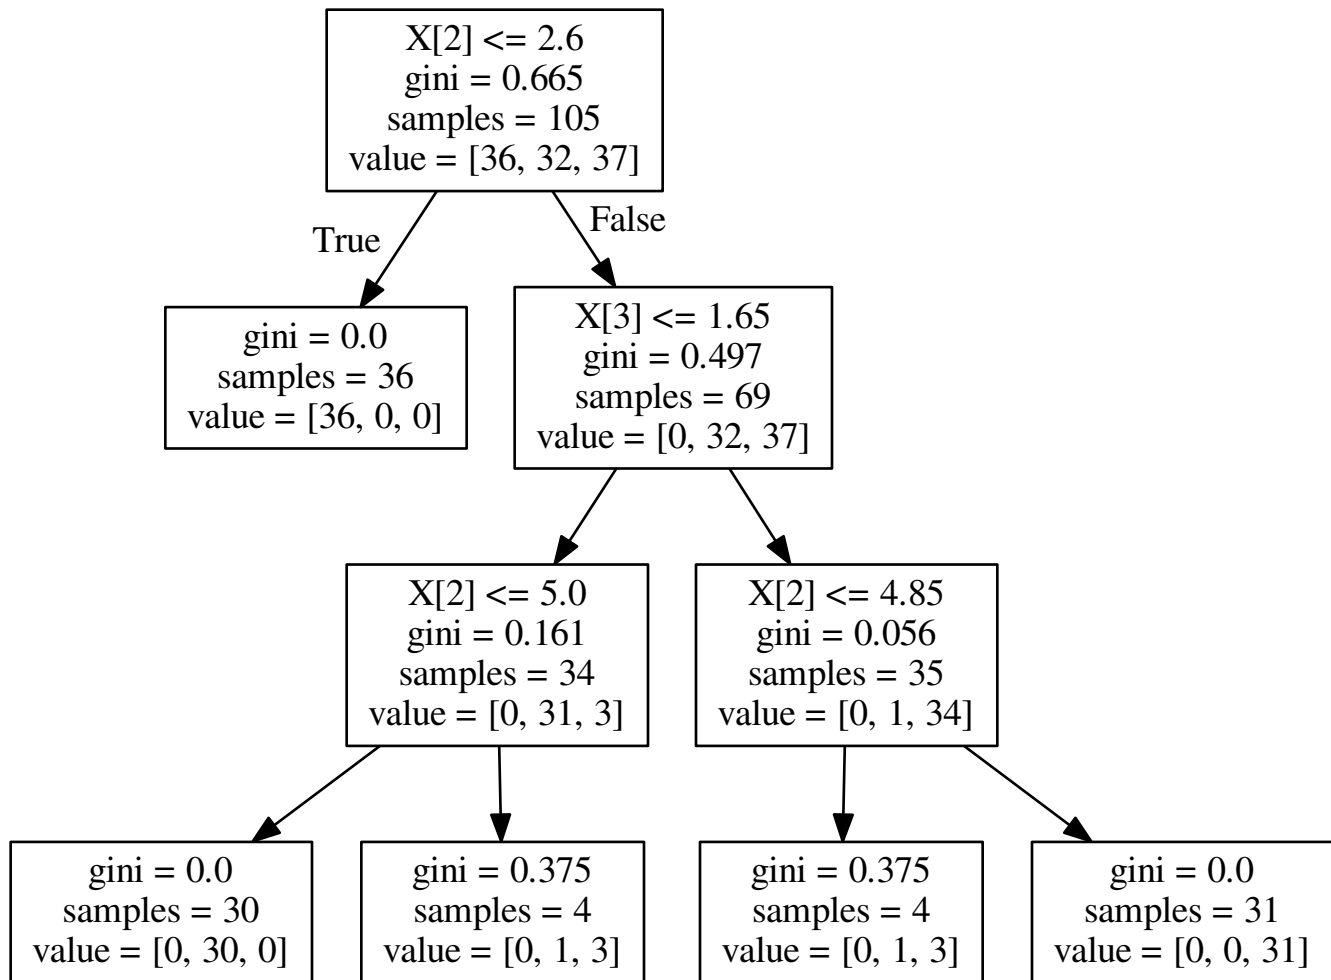 X[2] <= 2.6
gini = 0.665
samples = 105
value = [36, 32, 37]
True
False
gini = 0.0
samples = 36
value = [36, 0, 0]
X[3] <= 1.65
gini = 0.497
samples = 69
value = [0, 32, 37]
X[2] <= 5.0
gini = 0.161
samples = 34
value = [0, 31, 3]
X[2] <= 4.85
gini = 0.056
samples = 35
value = [0, 1, 34]
gini = 0.0
samples = 30
value = [0, 30, 0]
gini = 0.375
samples = 4
value = [0, 1, 3]
gini = 0.375
samples = 4
value = [0, 1, 3]
gini = 0.0
samples = 31
value = [0, 0, 31]